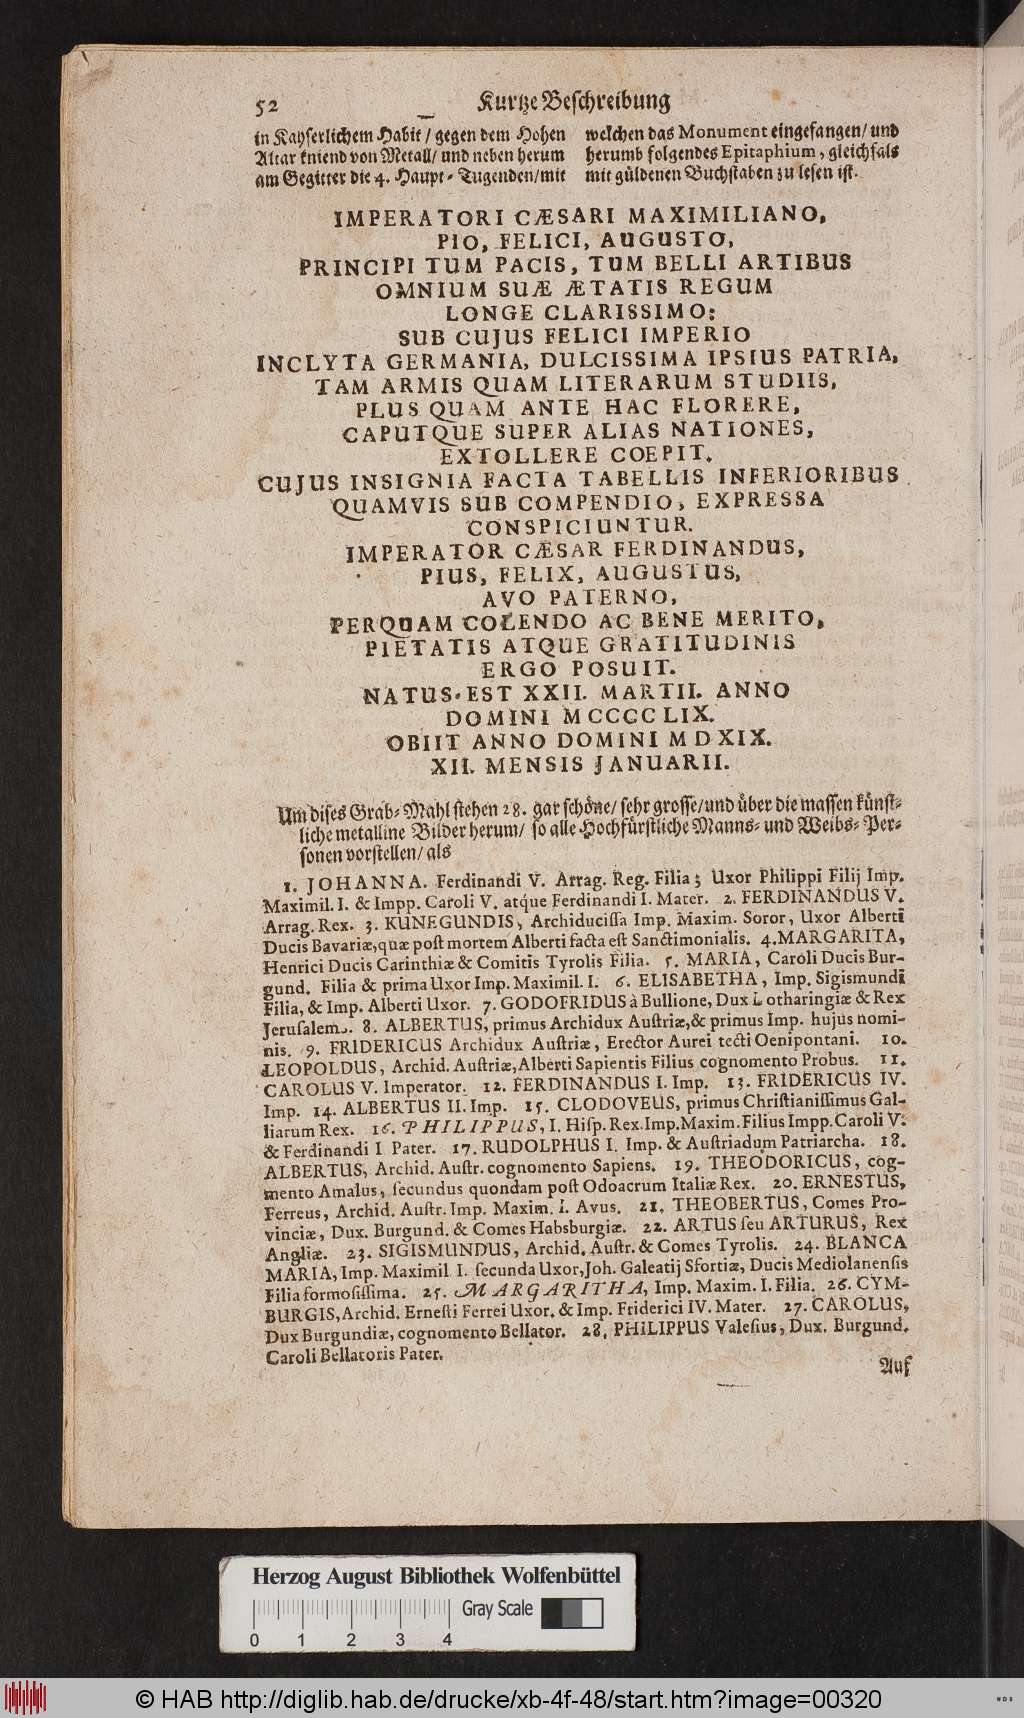 52 Kurtze Beschreibung
in Kayserlichem Habit / gegen dem Hohen
Altar kniend von Metall / und neben herum
am Gegitter die 4. Haupt-Tugenden / mit
welchen das Monument eingefangen / und
herumb folgendes Epitaphium, gleichfals
mit güldenen Buchstaben zu lesen ist.
IMPERATORI CÆSARI MAXIMILIANO,
PIO, FELICI, AUGUSTO,
PRINCIPI TUM PACIS, TUM BELLI ARTIBUS
OMNIUM SUÆ ÆTATIS REGUM
LONGE CLARISSIMO:
SUB CUJUS FELICI IMPERIO
INCLYTA GERMANIA, DULCISSIMA IPSIUS PATRIA,
TAM ARMIS QUAM LITERARUM STUDIIS,
PLUS QUAM ANTE HAC FLORERE,
CAPUTQUE SUPER ALIAS NATIONES,
EXTOLLERE COEPIT.
CUJUS INSIGNIA FACTA TABELLIS INFERIORIBUS
QUAMVIS SUB COMPENDIO, EXPRESSA
CONSPICIUNTUR.
IMPERATOR CÆSAR FERDINANDUS,
PIUS, FELIX, AUGUSTUS,
AVO PATERNO,
PERQUAM COLENDO AC BENE MERITO,
PIETATIS ATQUE GRATITUDINIS
ERGO POSUIT.
NATUS EST XXII. MARTII. ANNO
DOMINI MCCCCLIX.
OBIIT ANNO DOMINI MDXIX.
XII. MENSIS JANUARII.
Um dises Grab-Mahl stehen 28. gar schöne / sehr grosse / und über die massen künst-
liche metalline Bilder herum / so alle Hochfürstliche Manns- und Weibs-Per-
sonen vorstellen / als
1. JOHANNA. Ferdinandi V. Arrag. Reg. Filia; Uxor Philippi Filij Imp.
Maximil. I. & Impp. Caroli V. atque Ferdinandi I. Mater. 2. FERDINANDUS V.
Arrag. Rex. 3. KUNEGUNDIS, Archiducissa Imp. Maxim. Soror, Uxor Alberti
Ducis Bavariæ, quæ post mortem Alberti facta est Sanctimonialis. 4. MARGARITA,
Henrici Ducis Carinthiæ & Comitis Tyrolis Filia. 5. MARIA, Caroli Ducis Bur-
gund. Filia & prima Uxor Imp. Maximil. I. 6. ELISABETHA, Imp. Sigismundi
Filia, & Imp. Alberti Uxor. 7. GODOFRIDUS à Bullione, Dux Lotharingiæ & Rex
Jerusalem. 8. ALBERTUS, primus Archidux Austriæ, & primus Imp. hujus nomi-
nis. 9. FRIDERICUS Archidux Austriæ, Erector Aurei tecti Oenipontani. 10.
LEOPOLDUS, Archid. Austriæ, Alberti Sapientis Filius cognomento Probus. 11.
CAROLUS V. Imperator. 12. FERDINANDUS I. Imp. 13. FRIDERICUS IV.
Imp. 14. ALBERTUS II. Imp. 15. CLODOVEUS, primus Christianissimus Gal-
liarum Rex. 16. PHILIPPUS, I. Hisp. Rex. Imp. Maxim. Filius Impp. Caroli V.
& Ferdinandi I Pater. 17. RUDOLPHUS I. Imp. & Austriadum Patriarcha. 18.
ALBERTUS, Archid. Austr. cognomento Sapiens. 19. THEODORICUS, cog-
mento Amalus, secundus quondam post Odoacrum Italiæ Rex. 20. ERNESTUS,
Ferreus, Archid. Austr. Imp. Maxim. I. Avus. 21. THEOBERTUS, Comes Pro-
vinciæ, Dux. Burgund. & Comes Habsburgiæ. 22. ARTUS seu ARTURUS, Rex
Angliæ. 23. SIGISMUNDUS, Archid. Austr. & Comes Tyrolis. 24. BLANCA
MARIA, Imp. Maximil I. secunda Uxor, Joh. Galeatij Sfortiæ, Ducis Mediolanensis
Filia formosissima. 25. MARGARITHA, Imp. Maxim. I. Filia. 26. CYM-
BURGIS, Archid. Ernesti Ferrei Uxor. & Imp. Friderici IV. Mater. 27. CAROLUS,
Dux Burgundiæ, cognomento Bellator. 28. PHILIPPUS Valesius, Dux. Burgund.
Caroli Bellatoris Pater.
Auf
Herzog August Bibliothek Wolfenbüttel
Gray Scale
0 1 2 3 4
© HAB http://diglib.hab.de/drucke/xb-4f-48/start.htm?image=00320